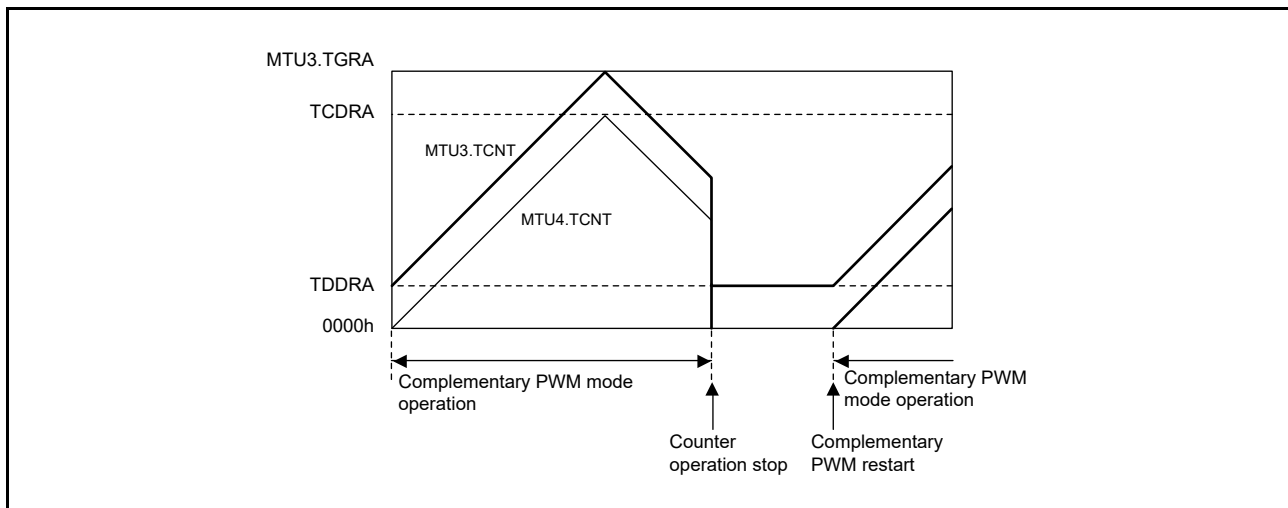 MTU3.TGRA
TCDRA
MTU3.TCNT
MTU4.TCNT
TDDRA
0000h
Complementary PWM mode
operation
Complementary PWM
mode operation
Counter
operation stop
Complementary
PWM restart